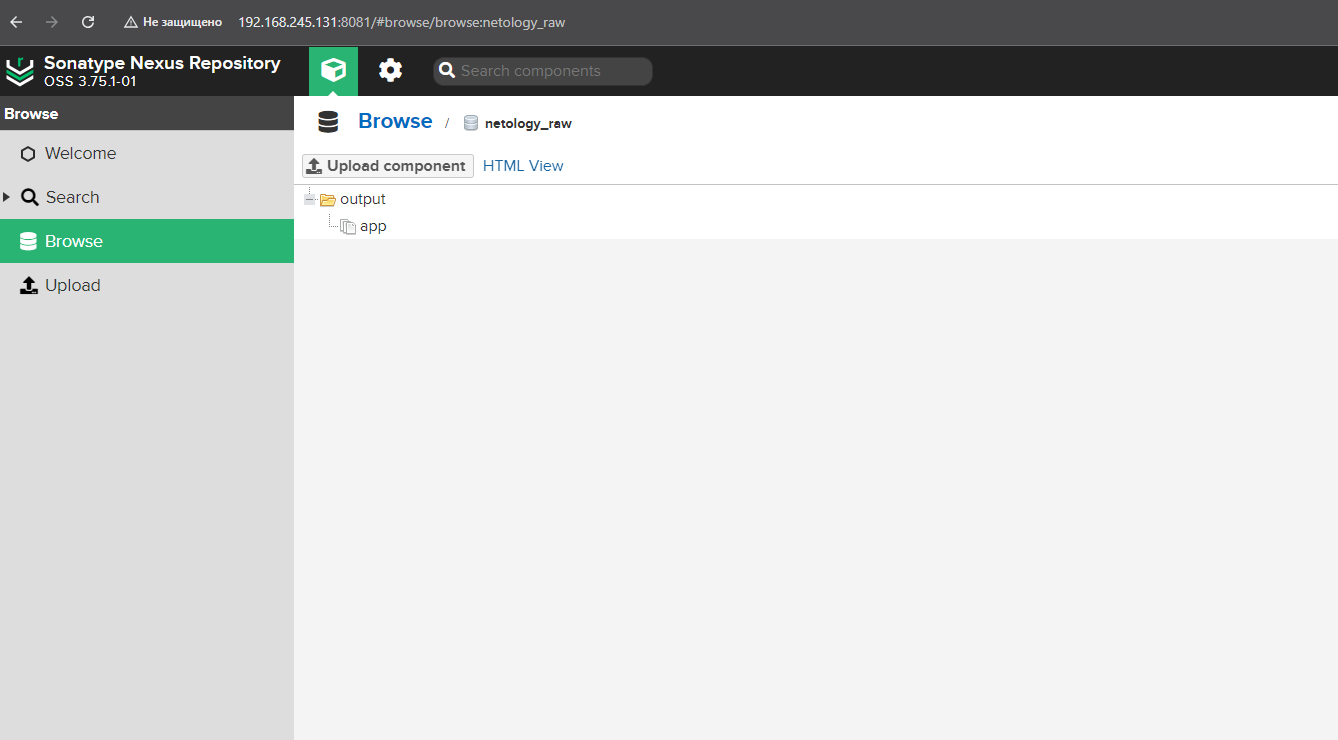 Не защищено 192.168.245.131:8081/#browse/browse:netology_raw
Sonatype Nexus Repository
OSS 3.75.1-01
Search components
Browse
Welcome
Search
Browse
Upload
Browse / netology_raw
Upload component HTML View
output
app